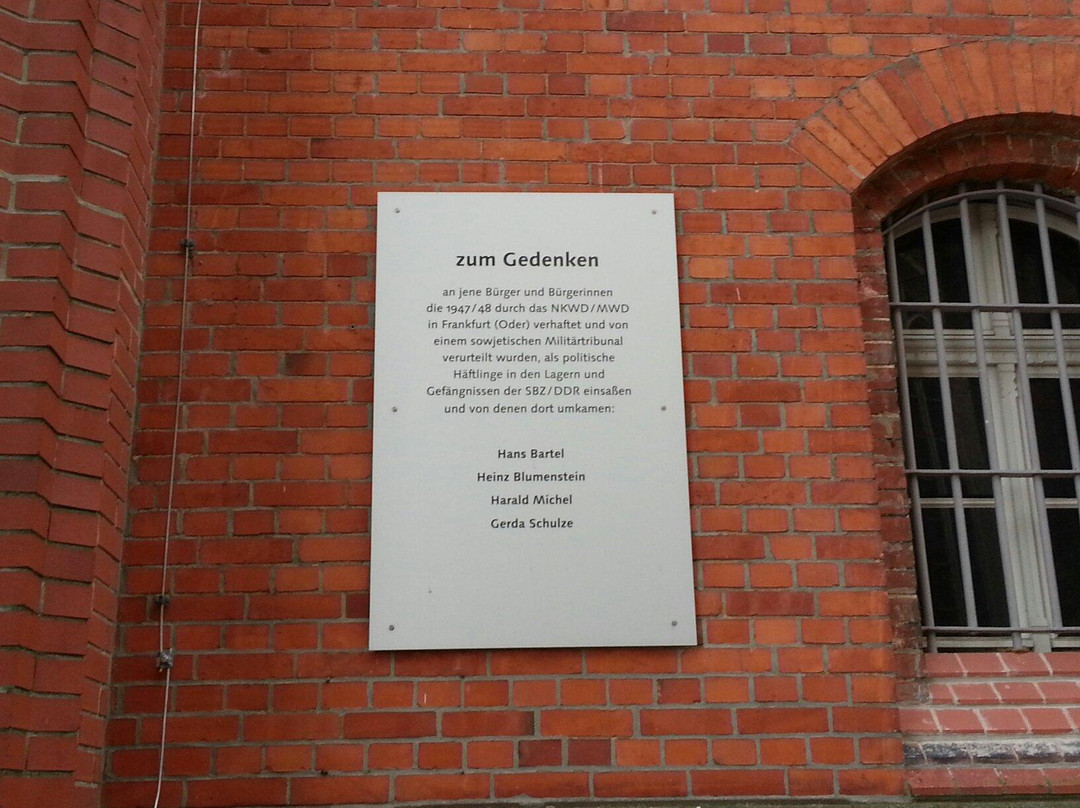 zum Gedenken
an jene Bürger und Bürgerinnen
die 1947/48 durch das NKWD/MWD
in Frankfurt (Oder) verhaftet und von
einem sowjetischen Militärtribunal
verurteilt wurden, als politische
Häftlinge in den Lagern und
Gefängnissen der SBZ/DDR einsaßen
und von denen dort umkamen:
Hans Bartel
Heinz Blumenstein
Harald Michel
Gerda Schulze